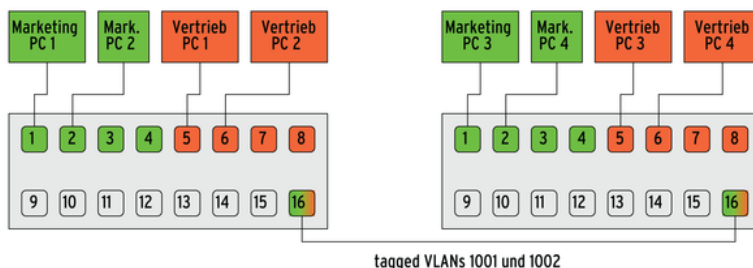 Marketing
PC 1
Mark.
PC 2
Vertrieb
PC 1
Vertrieb
PC 2
Marketing
PC 3
Mark.
PC 4
Vertrieb
PC 3
Vertrieb
PC 4
1 2 3 4 5 6 7 8
9 10 11 12 13 14 15 16
1 2 3 4 5 6 7 8
9 10 11 12 13 14 15 16
tagged VLANs 1001 und 1002